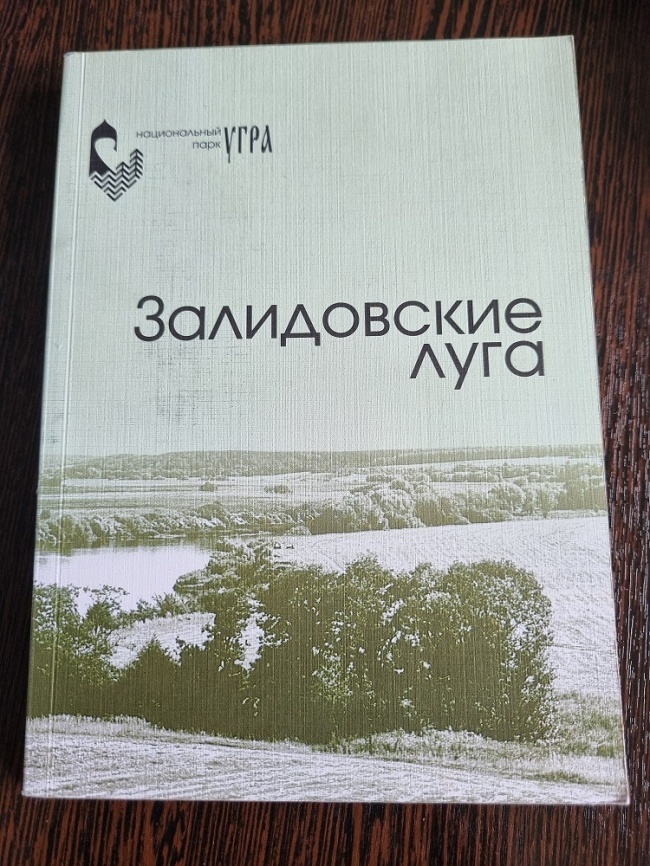 национальный
парк УГРА
Залидовские
луга